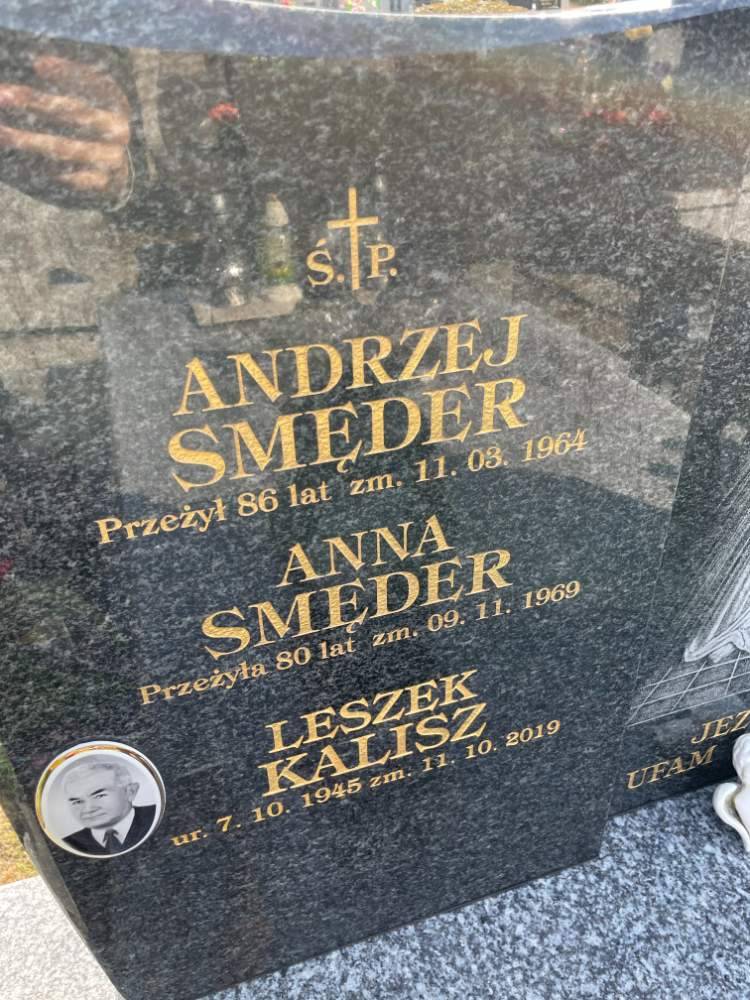 Ś. P.
ANDRZEJ
SMĘDER
Przeżył 86 lat zm. 11. 03. 1964
ANNA
SMĘDER
Przeżyła 80 lat zm. 09. 11. 1969
LESZEK
KALISZ
ur. 7. 10. 1945 zm. 11. 10. 2019
UFAM